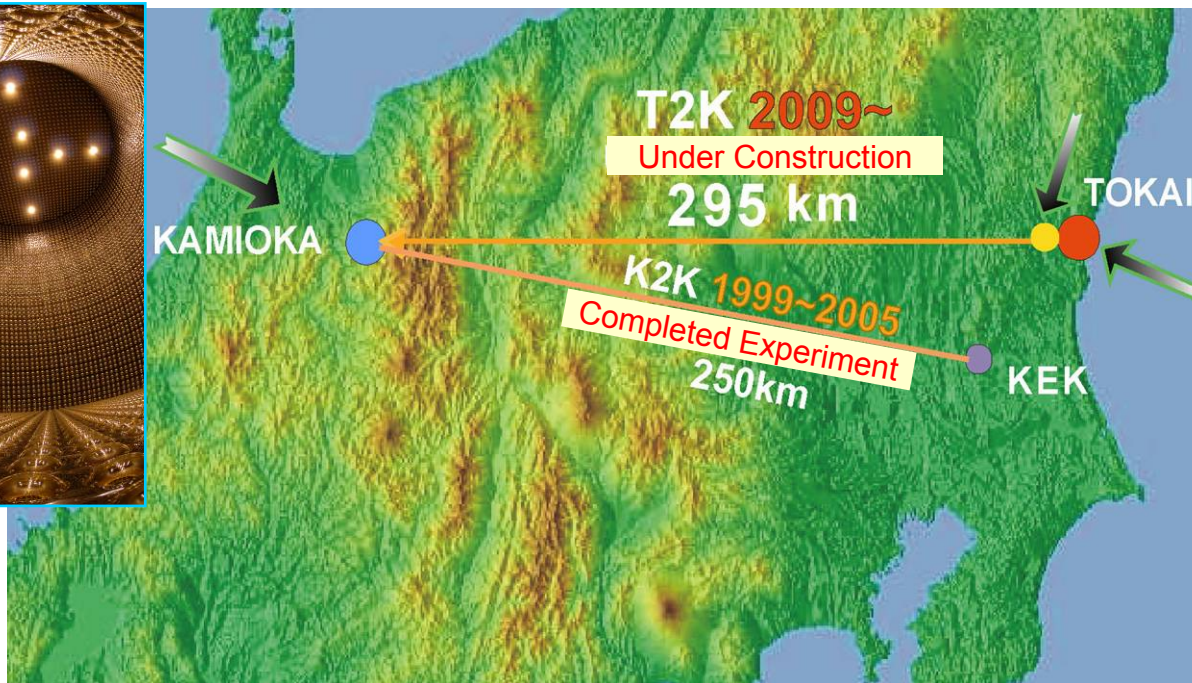 T2K 2009~
Under Construction
295 km
TOKAI
KAMIOKA
K2K 1999~2005
Completed Experiment
250km
KEK